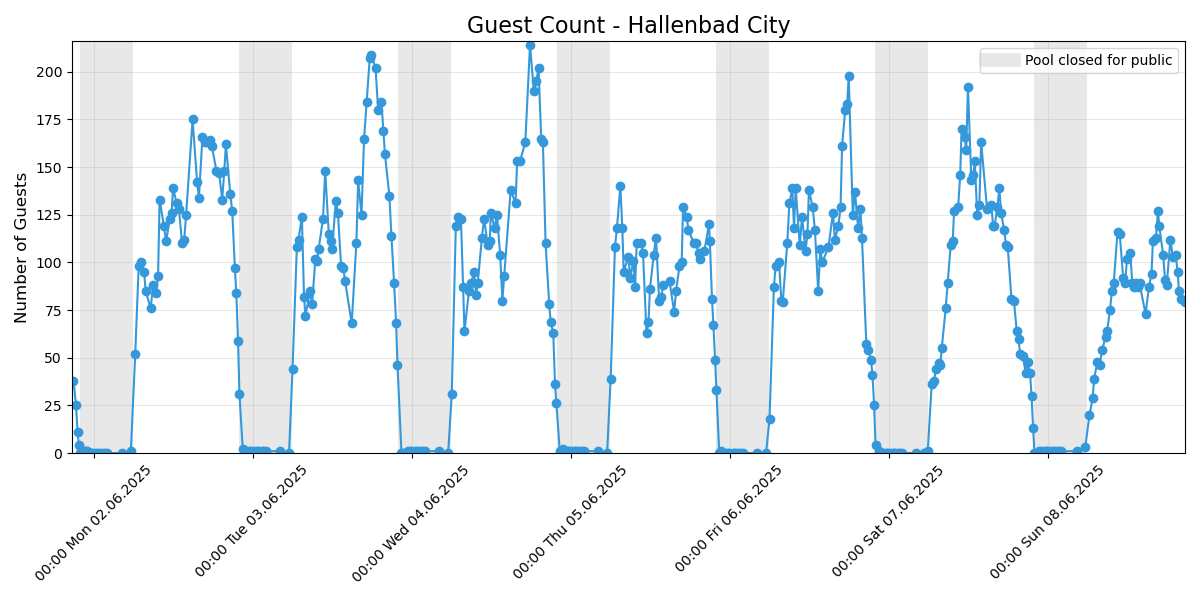 Guest Count - Hallenbad City
Pool closed for public
Number of Guests
200
175
150
125
100
75
50
25
0
00:00 Mon 02.06.2025
00:00 Tue 03.06.2025
00:00 Wed 04.06.2025
00:00 Thu 05.06.2025
00:00 Fri 06.06.2025
00:00 Sat 07.06.2025
00:00 Sun 08.06.2025